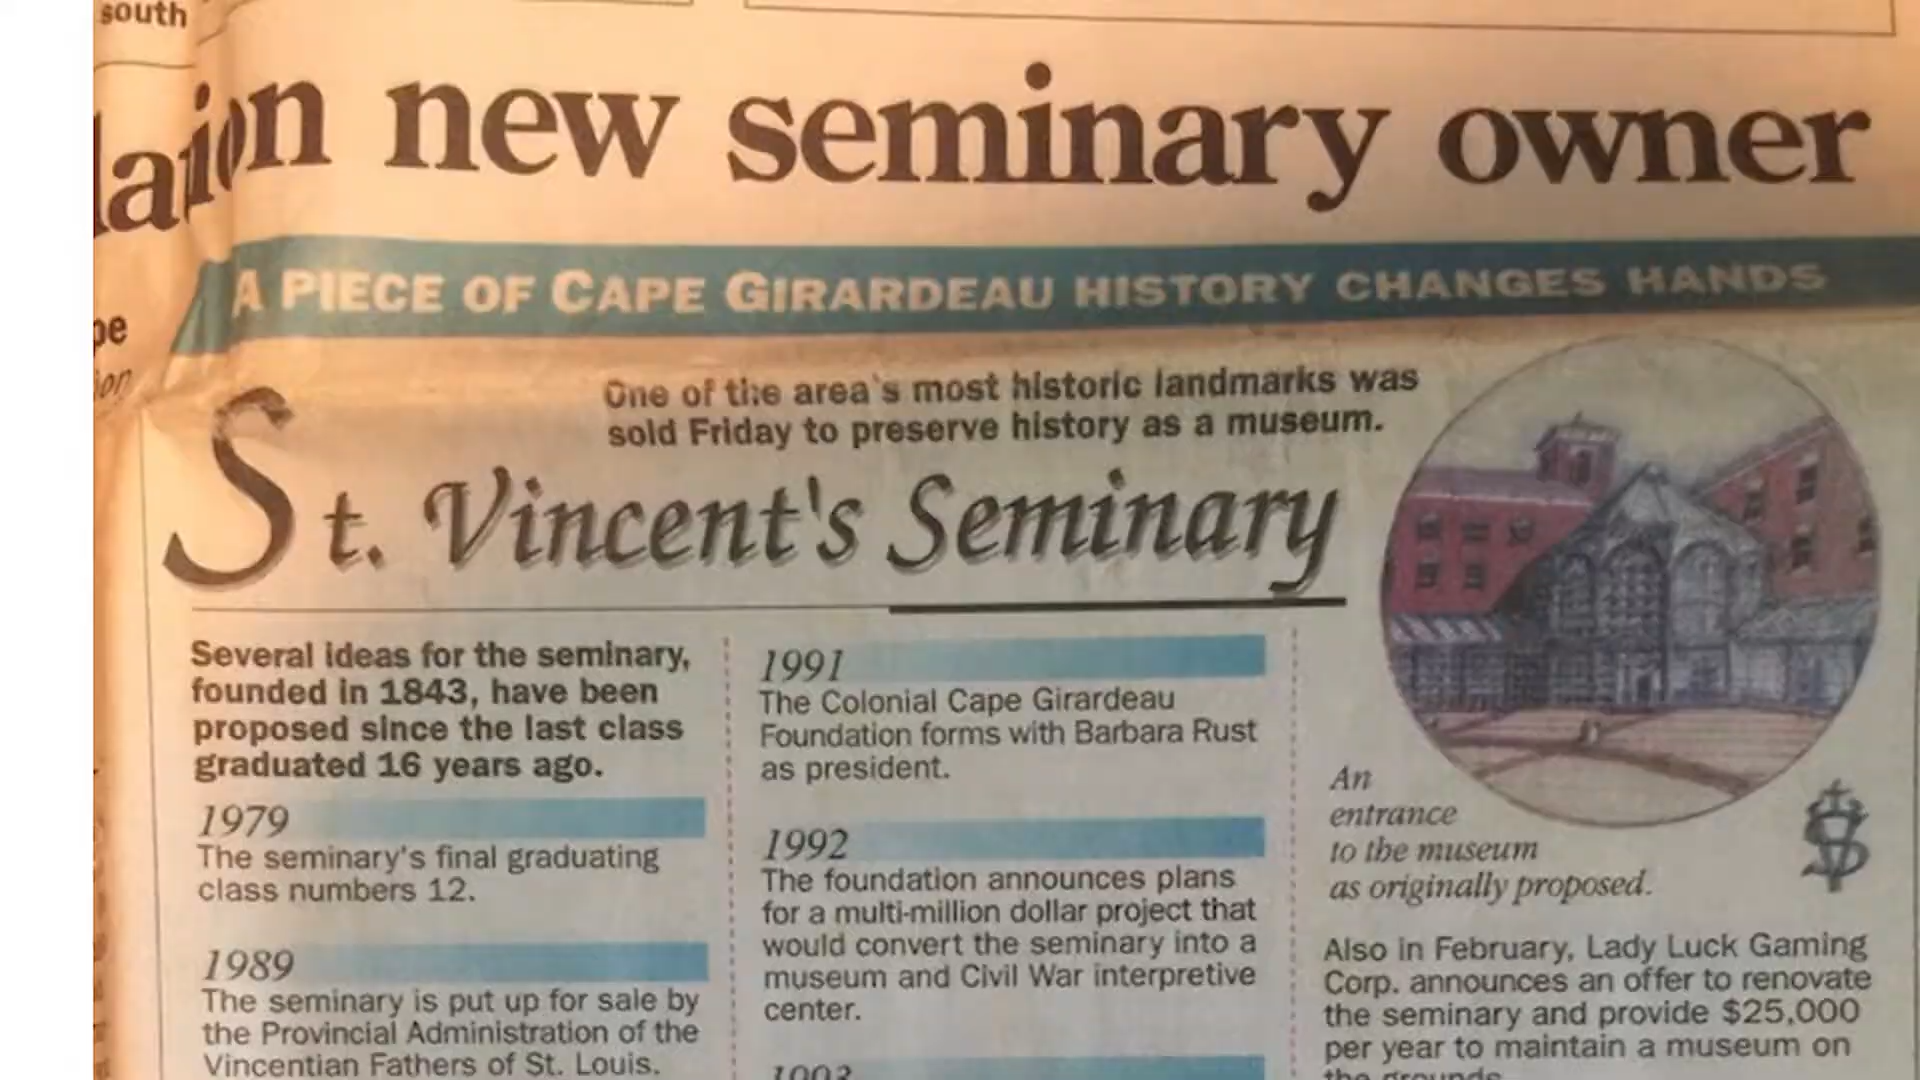 south
new seminary owner
A PIECE OF CAPE GIRARDEAU HISTORY CHANGES HANDS
One of the area's most historic landmarks was
sold Friday to preserve history as a museum.
St. Vincent's Seminary
Several ideas for the seminary,
founded in 1843, have been
proposed since the last class
graduated 16 years ago.
1979
The seminary's final graduating
class numbers 12.
1989
The seminary is put up for sale by
the Provincial Administration of the
Vincentian Fathers of St. Louis.
1991
The Colonial Cape Girardeau
Foundation forms with Barbara Rust
as president.
1992
The foundation announces plans
for a multi-million dollar project that
would convert the seminary into a
museum and Civil War interpretive
center.
1993
An
entrance
to the museum
as originally proposed.
Also in February, Lady Luck Gaming
Corp. announces an offer to renovate
the seminary and provide $25,000
per year to maintain a museum on
the grounds